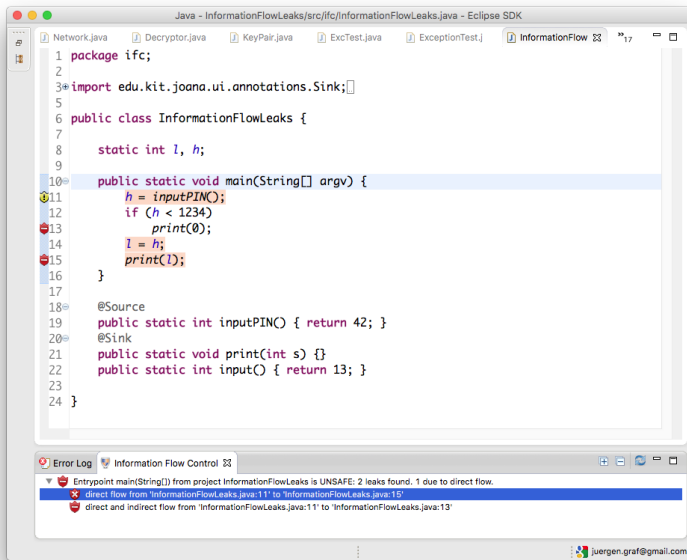 Java - InformationFlowLeaks/src/ifc/InformationFlowLeaks.java - Eclipse SDK
Network.java Decryptor.java KeyPair.java ExcTest.java ExceptionTest.j InformationFlow »17
1 package ifc;
2
3 import edu.kit.joana.ui.annotations.Sink;
5
6 public class InformationFlowLeaks {
7
8 static int l, h;
9
10 public static void main(String[] argv) {
11 h = inputPIN();
12 if (h < 1234)
13 print(0);
14 l = h;
15 print(l);
16 }
17
18 @Source
19 public static int inputPIN() { return 42; }
20 @Sink
21 public static void print(int s) {}
22 public static int input() { return 13; }
23
24 }
Error Log Information Flow Control
Entrypoint main(String[]) from project InformationFlowLeaks is UNSAFE: 2 leaks found. 1 due to direct flow.
direct flow from 'InformationFlowLeaks.java:11' to 'InformationFlowLeaks.java:15'
direct and indirect flow from 'InformationFlowLeaks.java:11' to 'InformationFlowLeaks.java:13'
juergen.graf@gmail.com